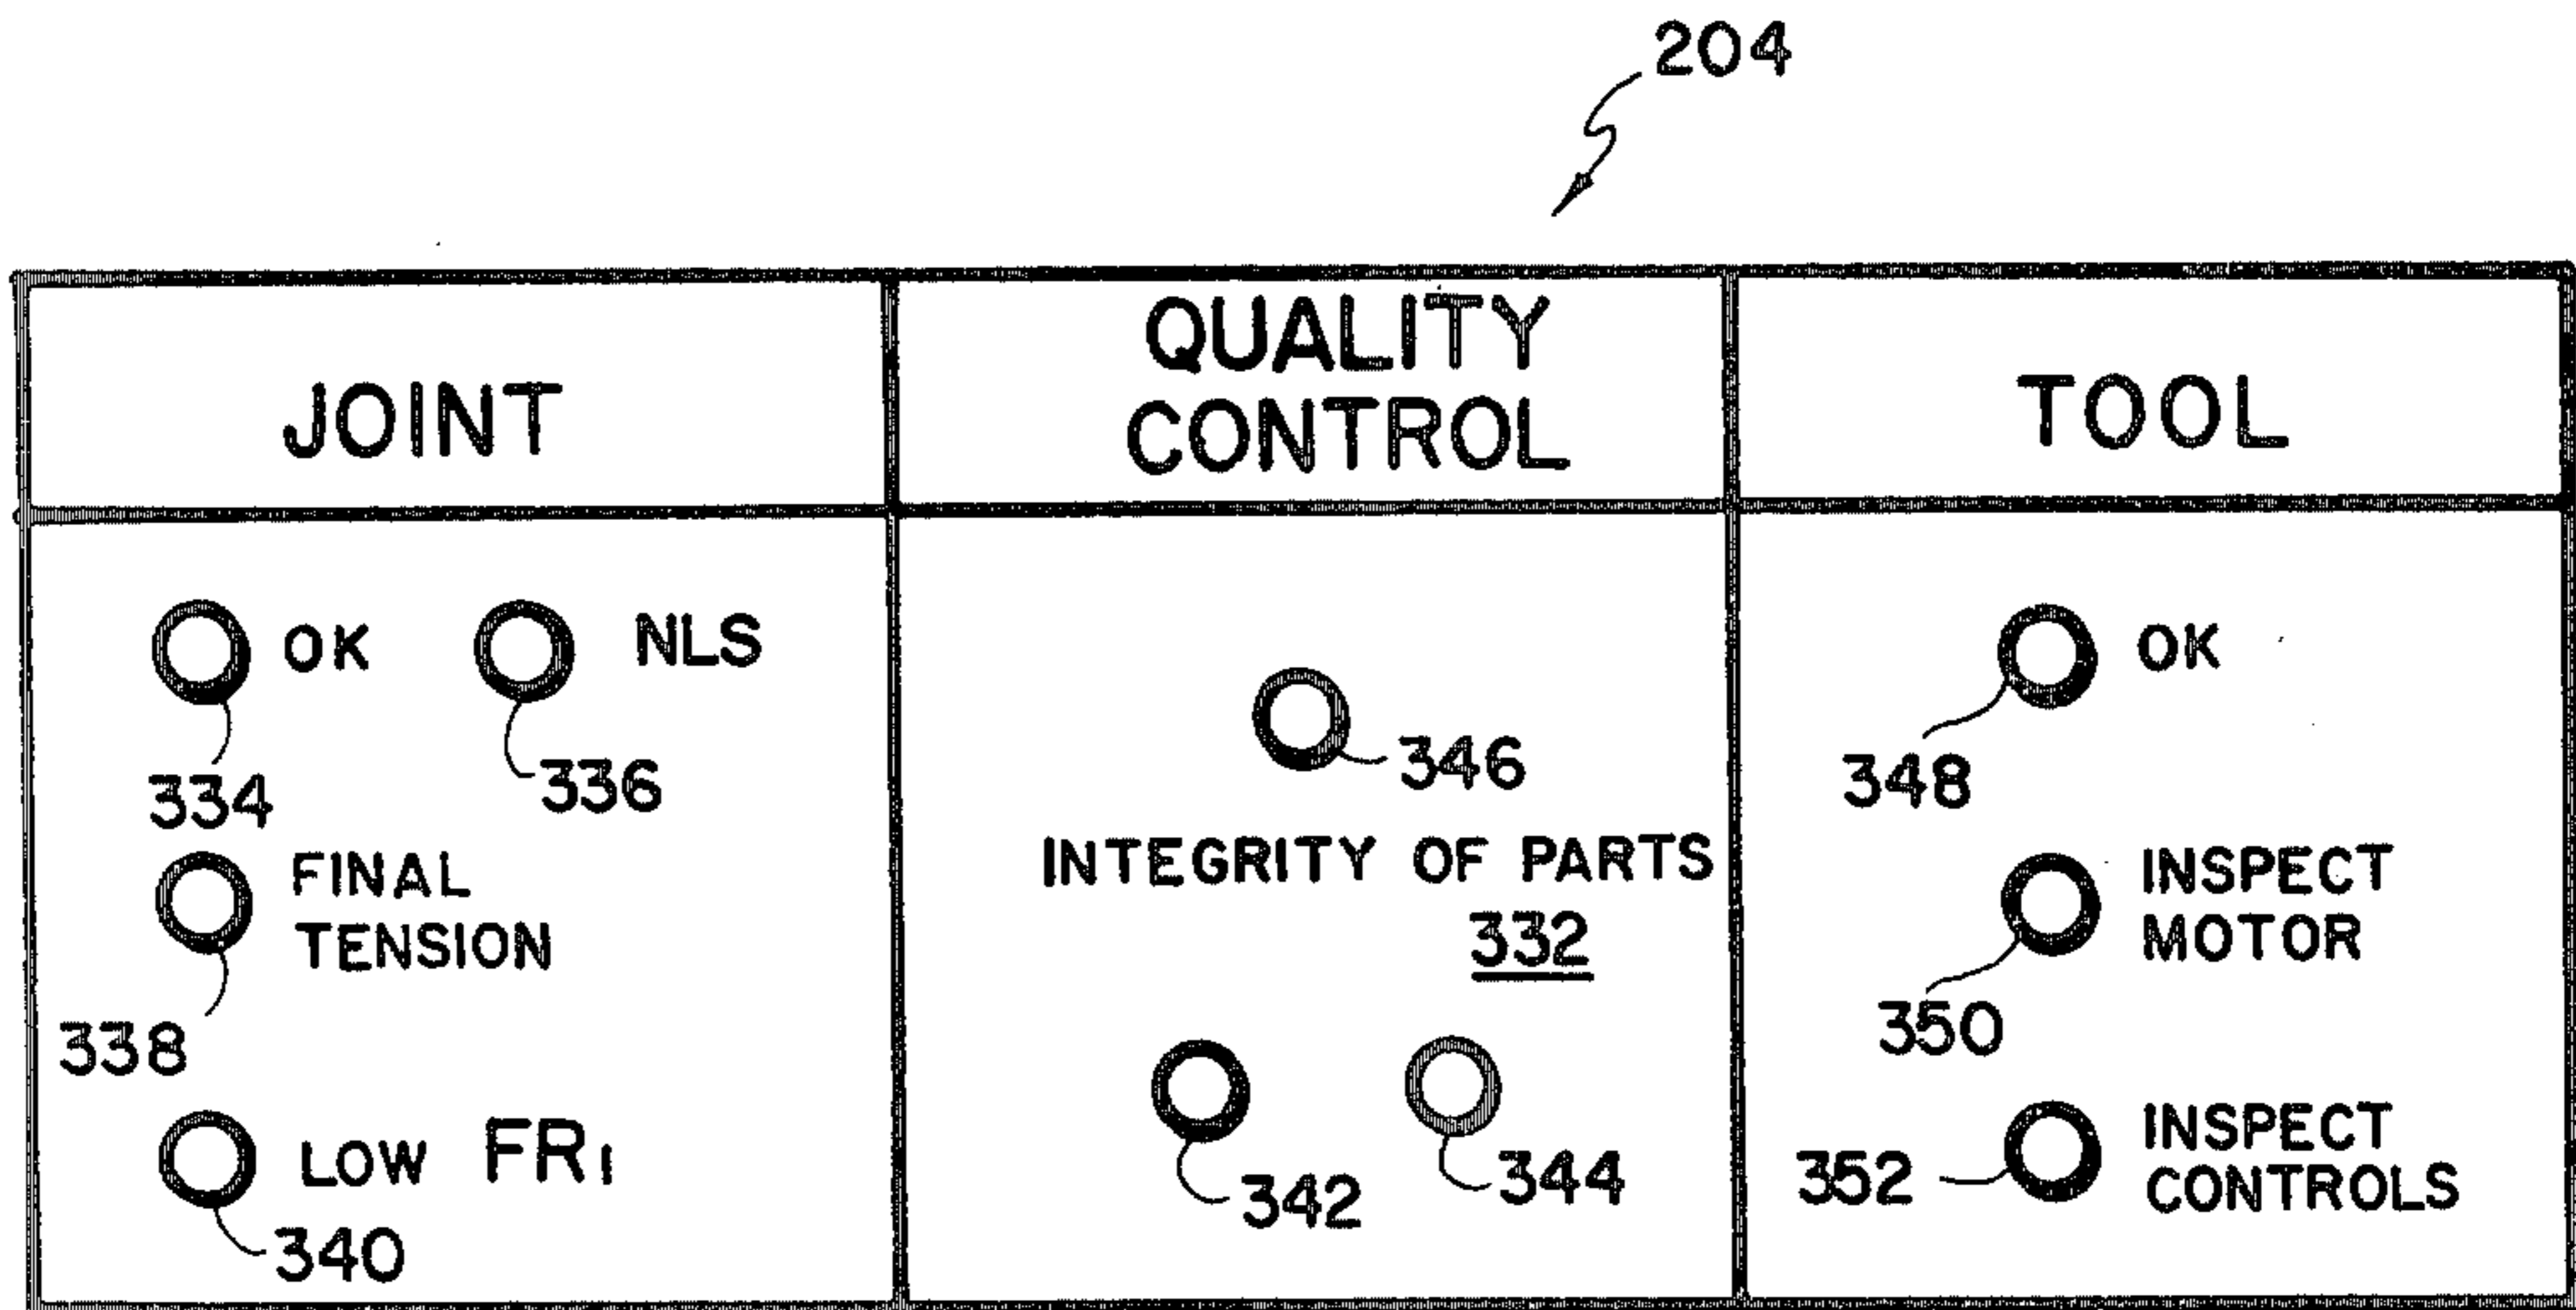 204
JOINT
QUALITY
CONTROL
TOOL
OK
NLS
334
336
FINAL
TENSION
338
LOW FR₁
340
346
INTEGRITY OF PARTS
332
342
344
OK
348
INSPECT
MOTOR
350
INSPECT
CONTROLS
352